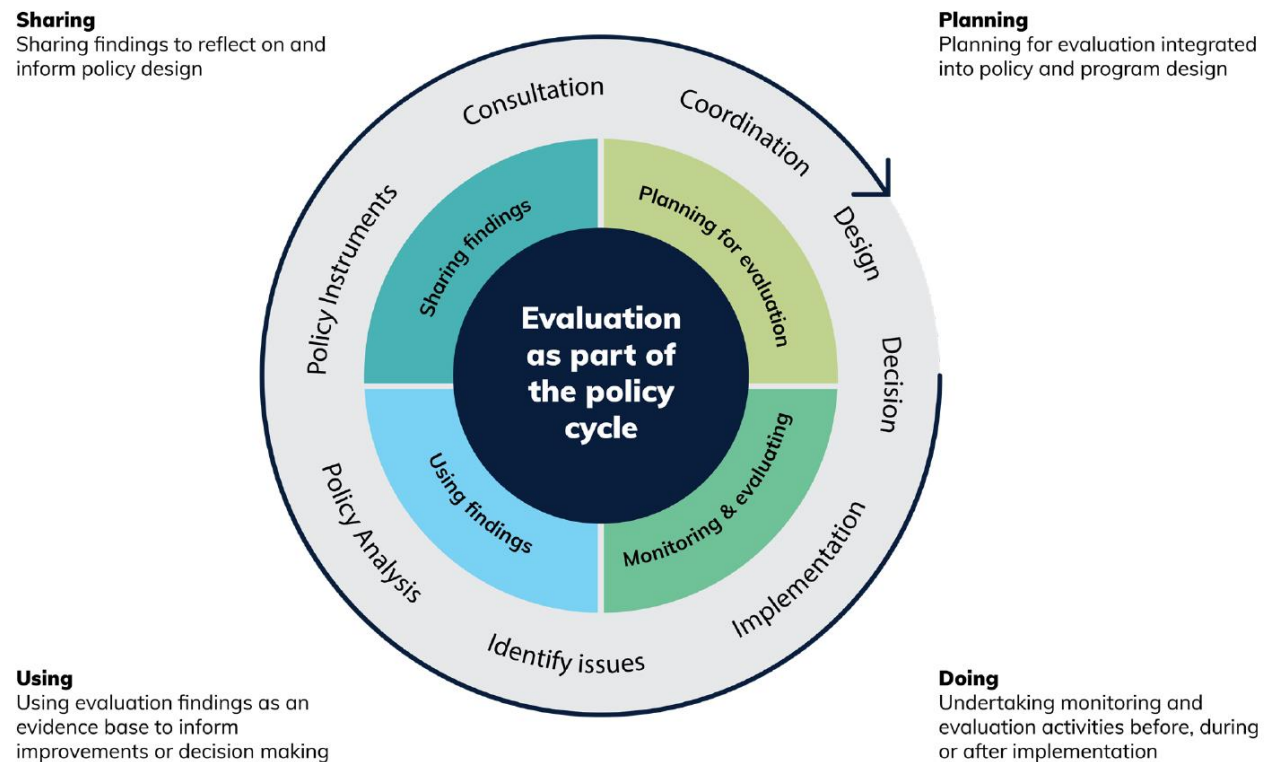 Sharing
Sharing findings to reflect on and
inform policy design
Planning
Planning for evaluation integrated
into policy and program design
Consultation
Coordination
Design
Decision
Implementation
Identify issues
Policy Analysis
Policy Instruments
Sharing findings
Planning for evaluation
Monitoring & evaluating
Using findings
Evaluation
as part of
the policy
cycle
Using
Using evaluation findings as an
evidence base to inform
improvements or decision making
Doing
Undertaking monitoring and
evaluation activities before, during
or after implementation